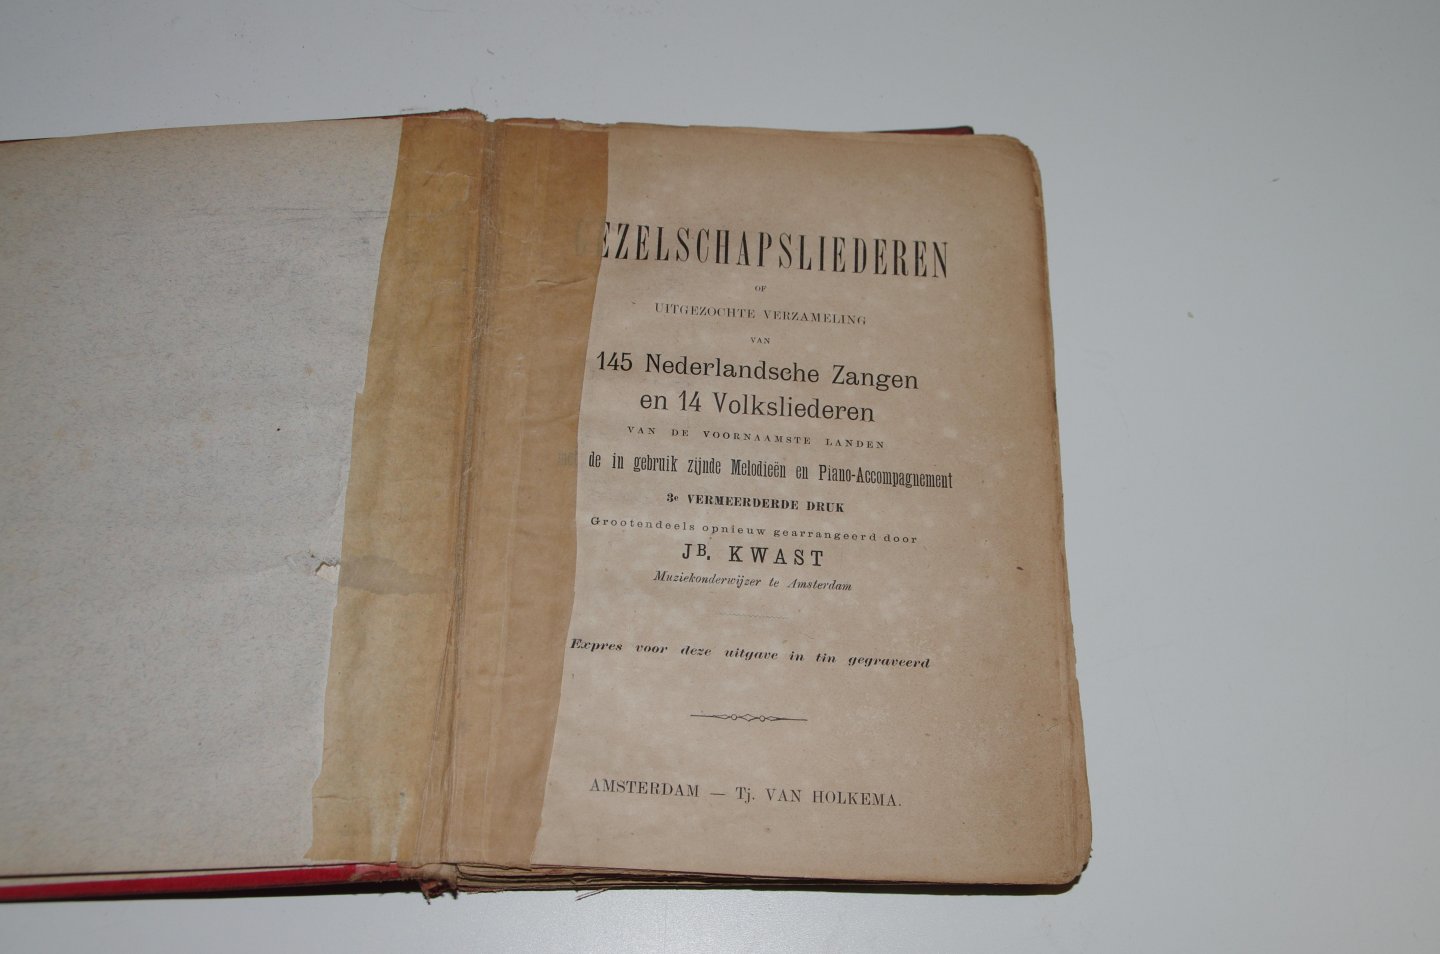 GEZELSCHAPSLIEDEREN
OF
UITGEZOCHTE VERZAMELING
VAN
145 Nederlandsche Zangen
en 14 Volksliederen
VAN DE VOORNAAMSTE LANDEN
met de in gebruik zijnde Melodieën en Piano-Accompagnement
3e VERMEERDERDE DRUK
Grootendeels opnieuw gearrangeerd door
JB. KWAST
Muziekonderwijzer te Amsterdam
Expres voor deze uitgave in tin gegraveerd
AMSTERDAM — Tj. VAN HOLKEMA.